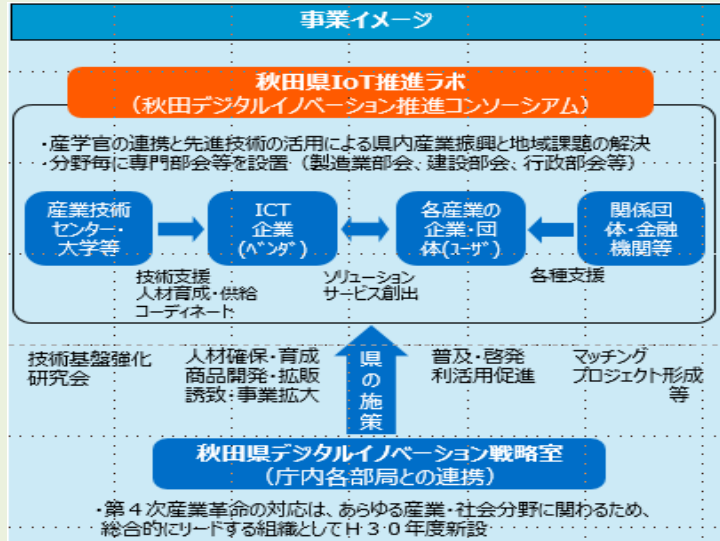 事業イメージ
秋田県IoT推進ラボ
（秋田デジタルイノベーション推進コンソーシアム）
・産学官の連携と先進技術の活用による県内産業振興と地域課題の解決
・分野毎に専門部会等を設置（製造業部会、建設部会、行政部会等）
産業技術
センター・
大学等
ICT
企業
(ﾍﾞﾝﾀﾞ)
各産業の
企業・団
体(ﾕｰｻﾞ)
関係団
体・金融
機関等
技術支援
人材育成・供給
コーディネート
ソリューション
サービス創出
各種支援
技術基盤強化
研究会
人材確保・育成
商品開発・拡販
誘致・事業拡大
県
の
施
策
普及・啓発
利活用促進
マッチング
プロジェクト形成
等
秋田県デジタルイノベーション戦略室
（庁内各部局との連携）
・第４次産業革命の対応は、あらゆる産業・社会分野に関わるため、
総合的にリードする組織としてＨ３０年度新設